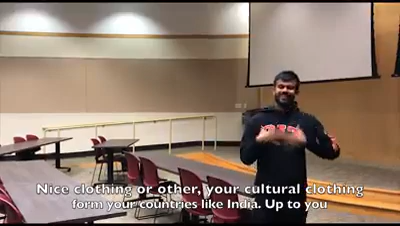 Nice clothing or other, your cultural clothing
form your countries like India. Up to you